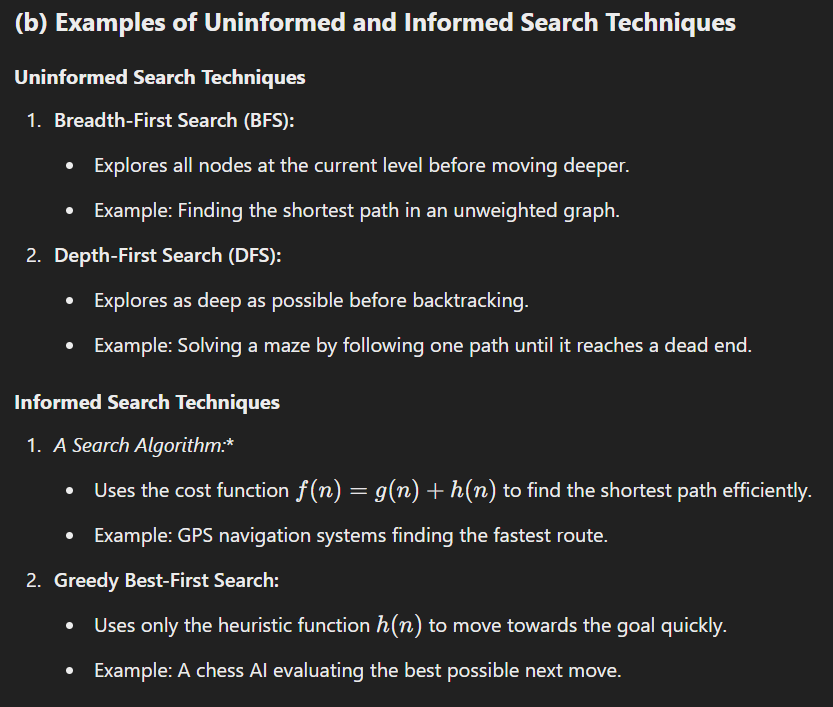 (b) Examples of Uninformed and Informed Search Techniques
Uninformed Search Techniques
1. Breadth-First Search (BFS):
• Explores all nodes at the current level before moving deeper.
• Example: Finding the shortest path in an unweighted graph.
2. Depth-First Search (DFS):
• Explores as deep as possible before backtracking.
• Example: Solving a maze by following one path until it reaches a dead end.
Informed Search Techniques
1. A Search Algorithm:*
• Uses the cost function f(n) = g(n) + h(n) to find the shortest path efficiently.
• Example: GPS navigation systems finding the fastest route.
2. Greedy Best-First Search:
• Uses only the heuristic function h(n) to move towards the goal quickly.
• Example: A chess AI evaluating the best possible next move.